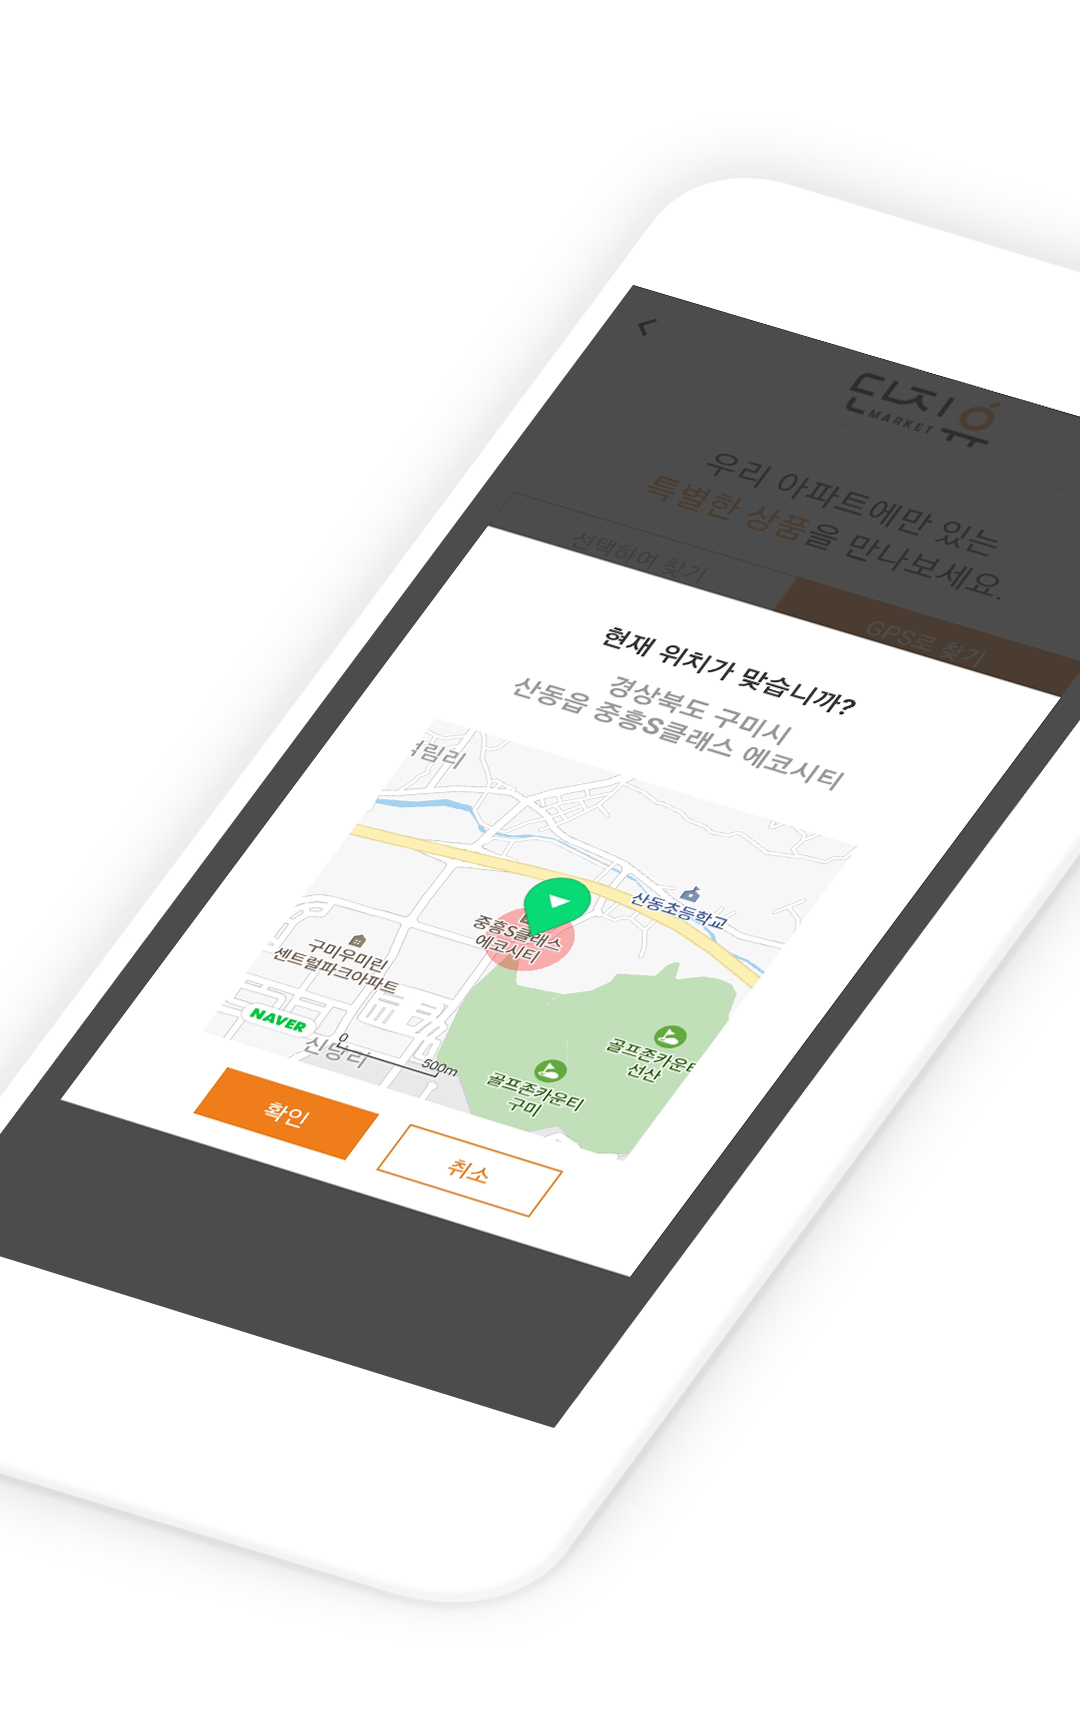 단지유
MARKET
우리 아파트에만 있는
특별한 상품을 만나보세요.
선택하여 찾기
GPS로 찾기
현재 위치가 맞습니까?
경상북도 구미시
산동읍 중흥S클래스 에코시티
산동초등학교
중흥S클래스
에코시티
구미우미린
센트럴파크아파트
NAVER
신당리
0
500m
골프존카운티
선산
골프존카운티
구미
확인
취소